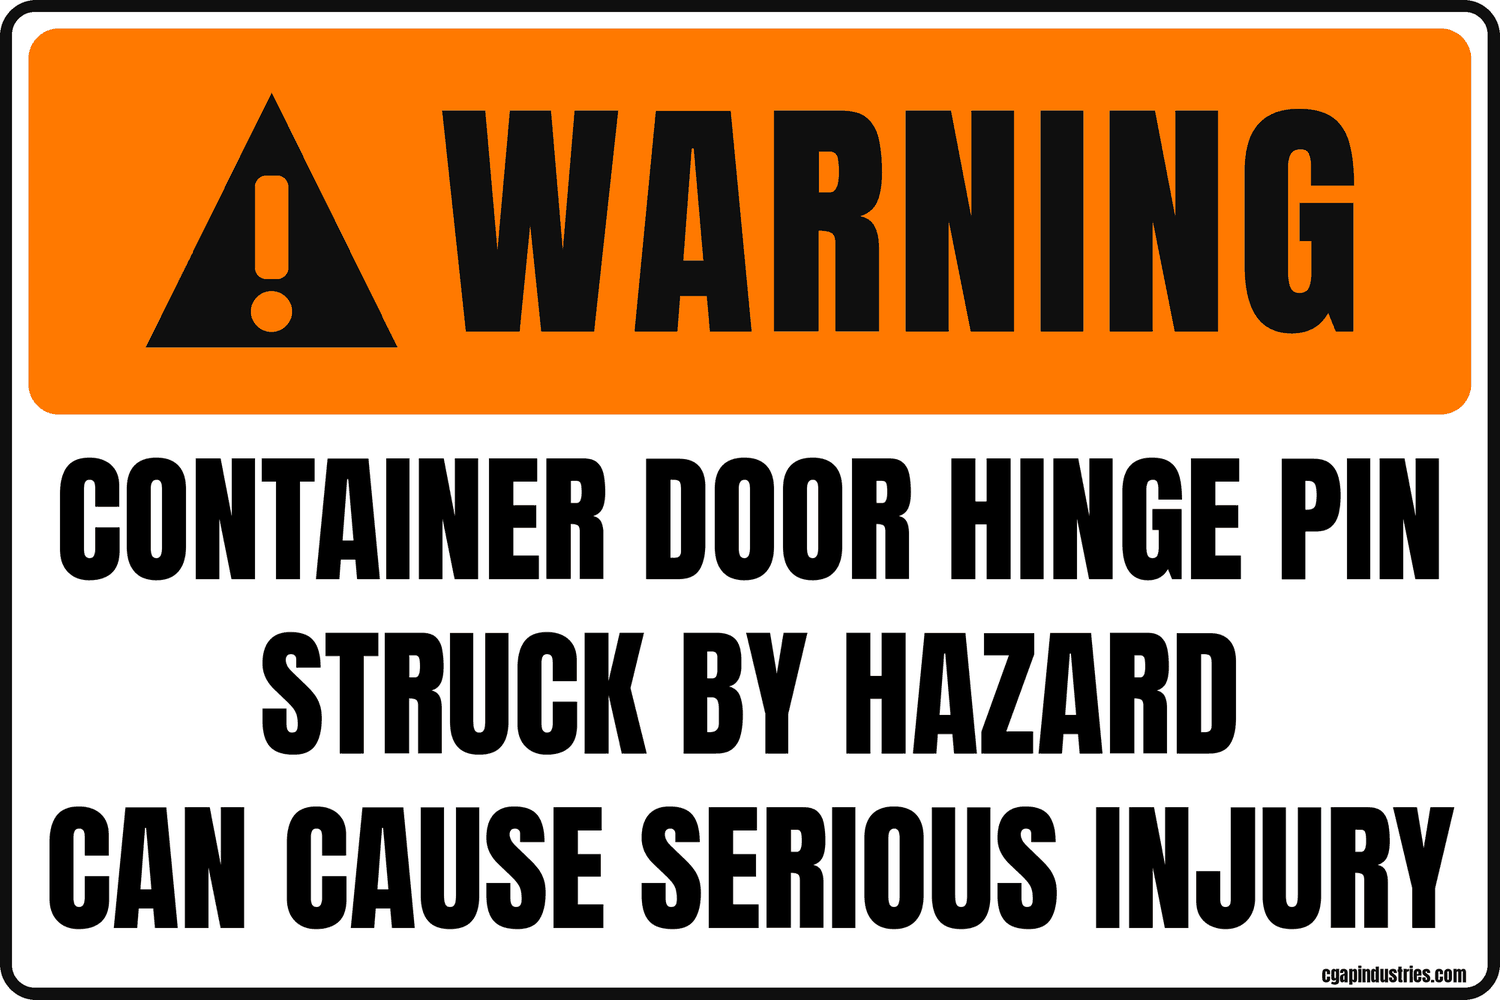 WARNING
CONTAINER DOOR HINGE PIN
STRUCK BY HAZARD
CAN CAUSE SERIOUS INJURY
cgapindustries.com